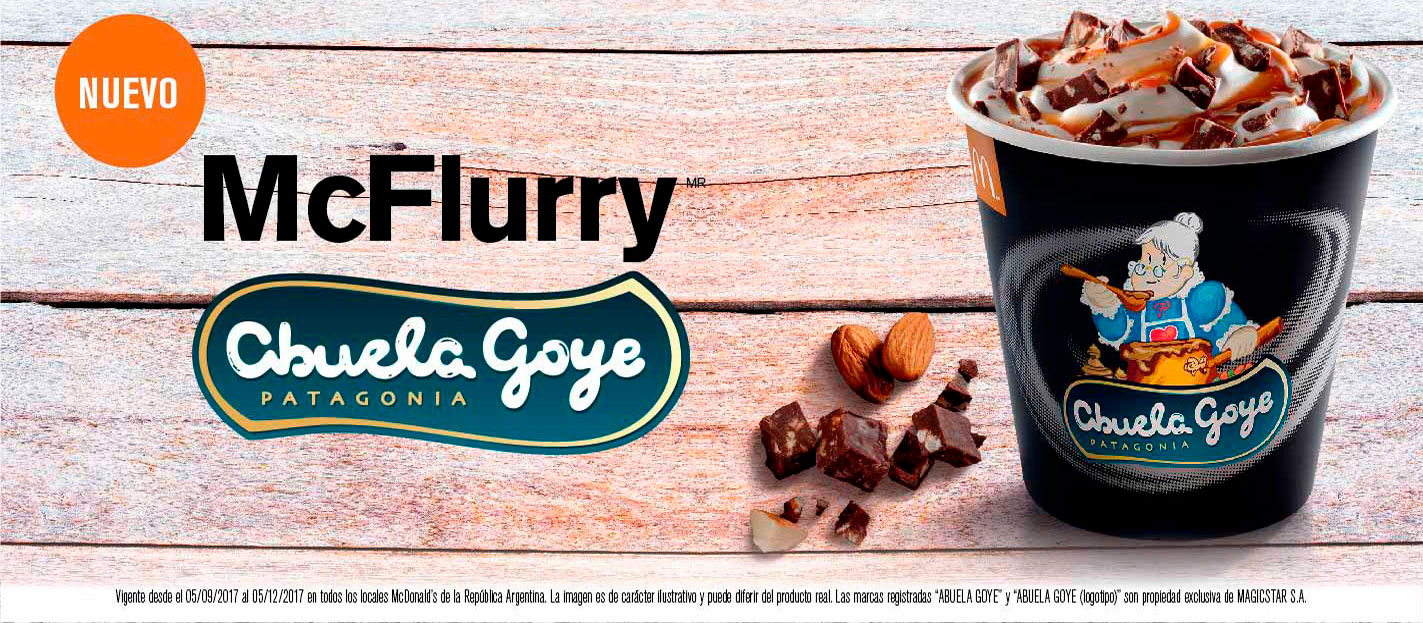 NUEVO
McFlurry MR
Abuela Goye
PATAGONIA
M
Abuela Goye
PATAGONIA
Vigente desde el 05/09/2017 al 05/12/2017 en todos los locales McDonald's de la República Argentina. La imagen es de carácter ilustrativo y puede diferir del producto real. Las marcas registradas "ABUELA GOYE" y "ABUELA GOYE (logotipo)" son propiedad exclusiva de MAGICSTAR S.A.